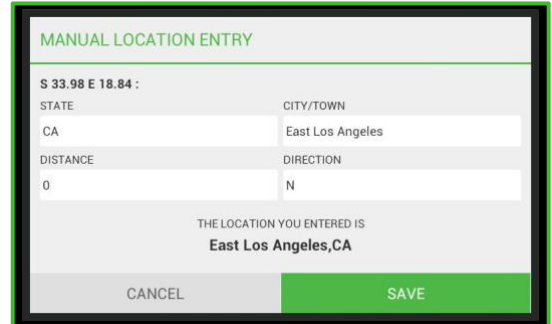 MANUAL LOCATION ENTRY
S 33.98 E 18.84 :
STATE CITY/TOWN
CA East Los Angeles
DISTANCE DIRECTION
0 N
THE LOCATION YOU ENTERED IS
East Los Angeles,CA
CANCEL SAVE